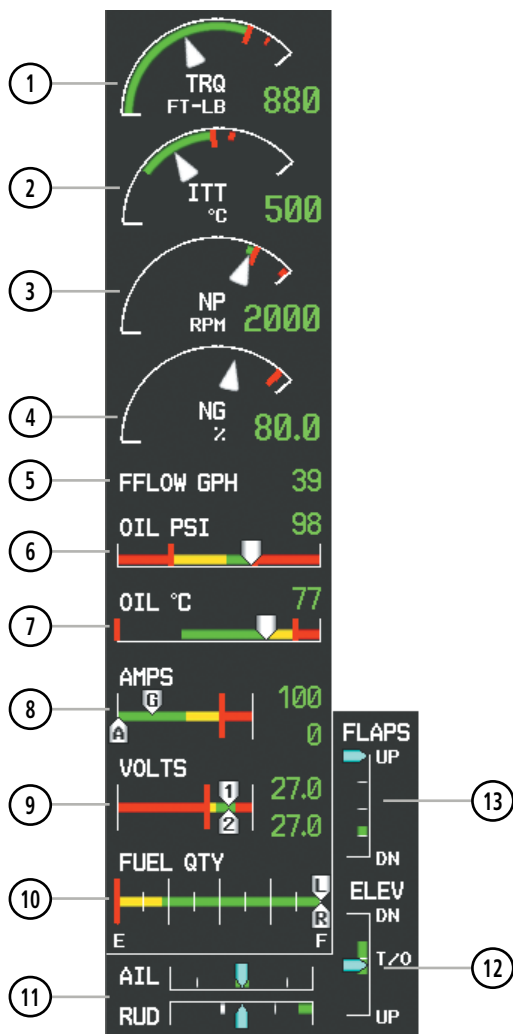 1
TRQ
FT-LB 880
2
ITT
°C 500
3
NP
RPM 2000
4
NG
% 80.0
5
FFLOW GPH 39
6
OIL PSI 98
7
OIL °C 77
8
AMPS
G 100
A 0
9
VOLTS
1 27.0
2 27.0
10
FUEL QTY
L
R
E F
11
AIL
RUD
FLAPS
UP
13
DN
ELEV
DN
T/O
12
UP